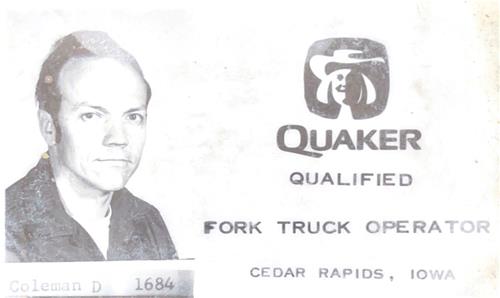 QUAKER
QUALIFIED
FORK TRUCK OPERATOR
CEDAR RAPIDS, IOWA
Coleman D 1684